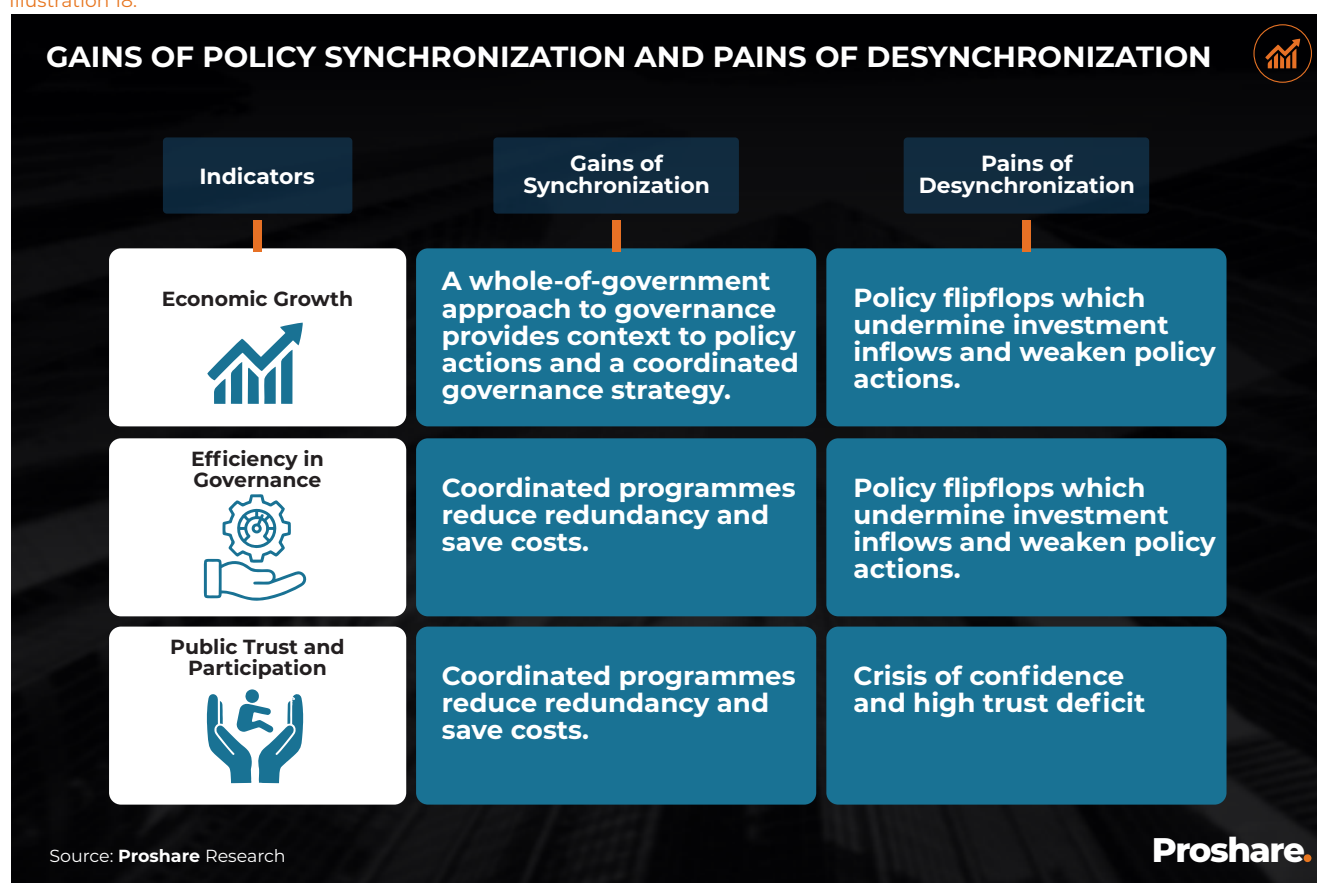 Illustration 18:
GAINS OF POLICY SYNCHRONIZATION AND PAINS OF DESYNCHRONIZATION
Indicators
Gains of
Synchronization
Pains of
Desynchronization
Economic Growth
A whole-of-government
approach to governance
provides context to policy
actions and a coordinated
governance strategy.
Policy flipflops which
undermine investment
inflows and weaken policy
actions.
Efficiency in
Governance
Coordinated programmes
reduce redundancy and
save costs.
Policy flipflops which
undermine investment
inflows and weaken policy
actions.
Public Trust and
Participation
Coordinated programmes
reduce redundancy and
save costs.
Crisis of confidence
and high trust deficit
Source: Proshare Research
Proshare.